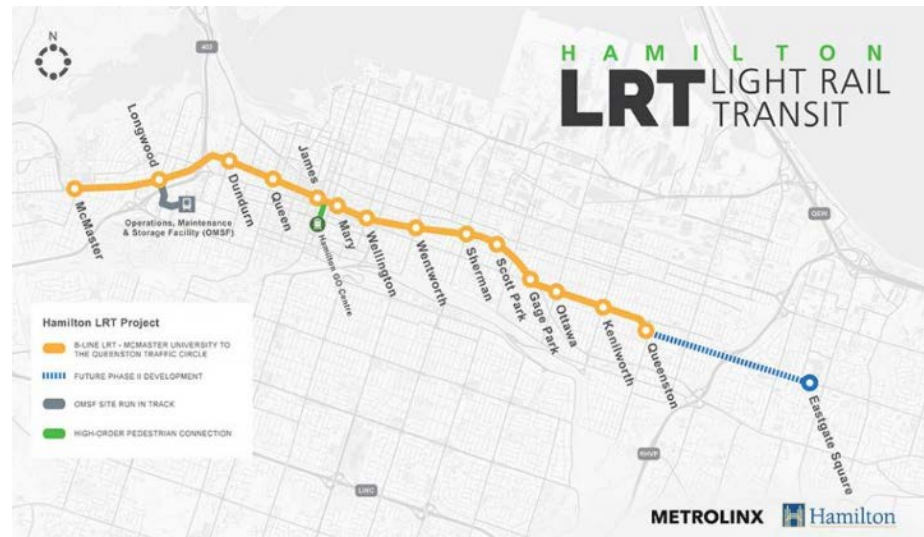 N
403
HAMILTON
LRT LIGHT RAIL
TRANSIT
Longwood
James
McMaster
Dundurn
Queen
Operations, Maintenance
& Storage Facility (OMSF)
Hamilton GO Centre
Mary
Wellington
Wentworth
Sherman
Scott Park
Gage Park
Ottawa
Kenilworth
Queenston
Eastgate Square
QEW
RHVP
LINC
Hamilton LRT Project
B-LINE LRT - MCMASTER UNIVERSITY TO
THE QUEENSTON TRAFFIC CIRCLE
FUTURE PHASE II DEVELOPMENT
OMSF SITE RUN IN TRACK
HIGH-ORDER PEDESTRIAN CONNECTION
METROLINX
Hamilton